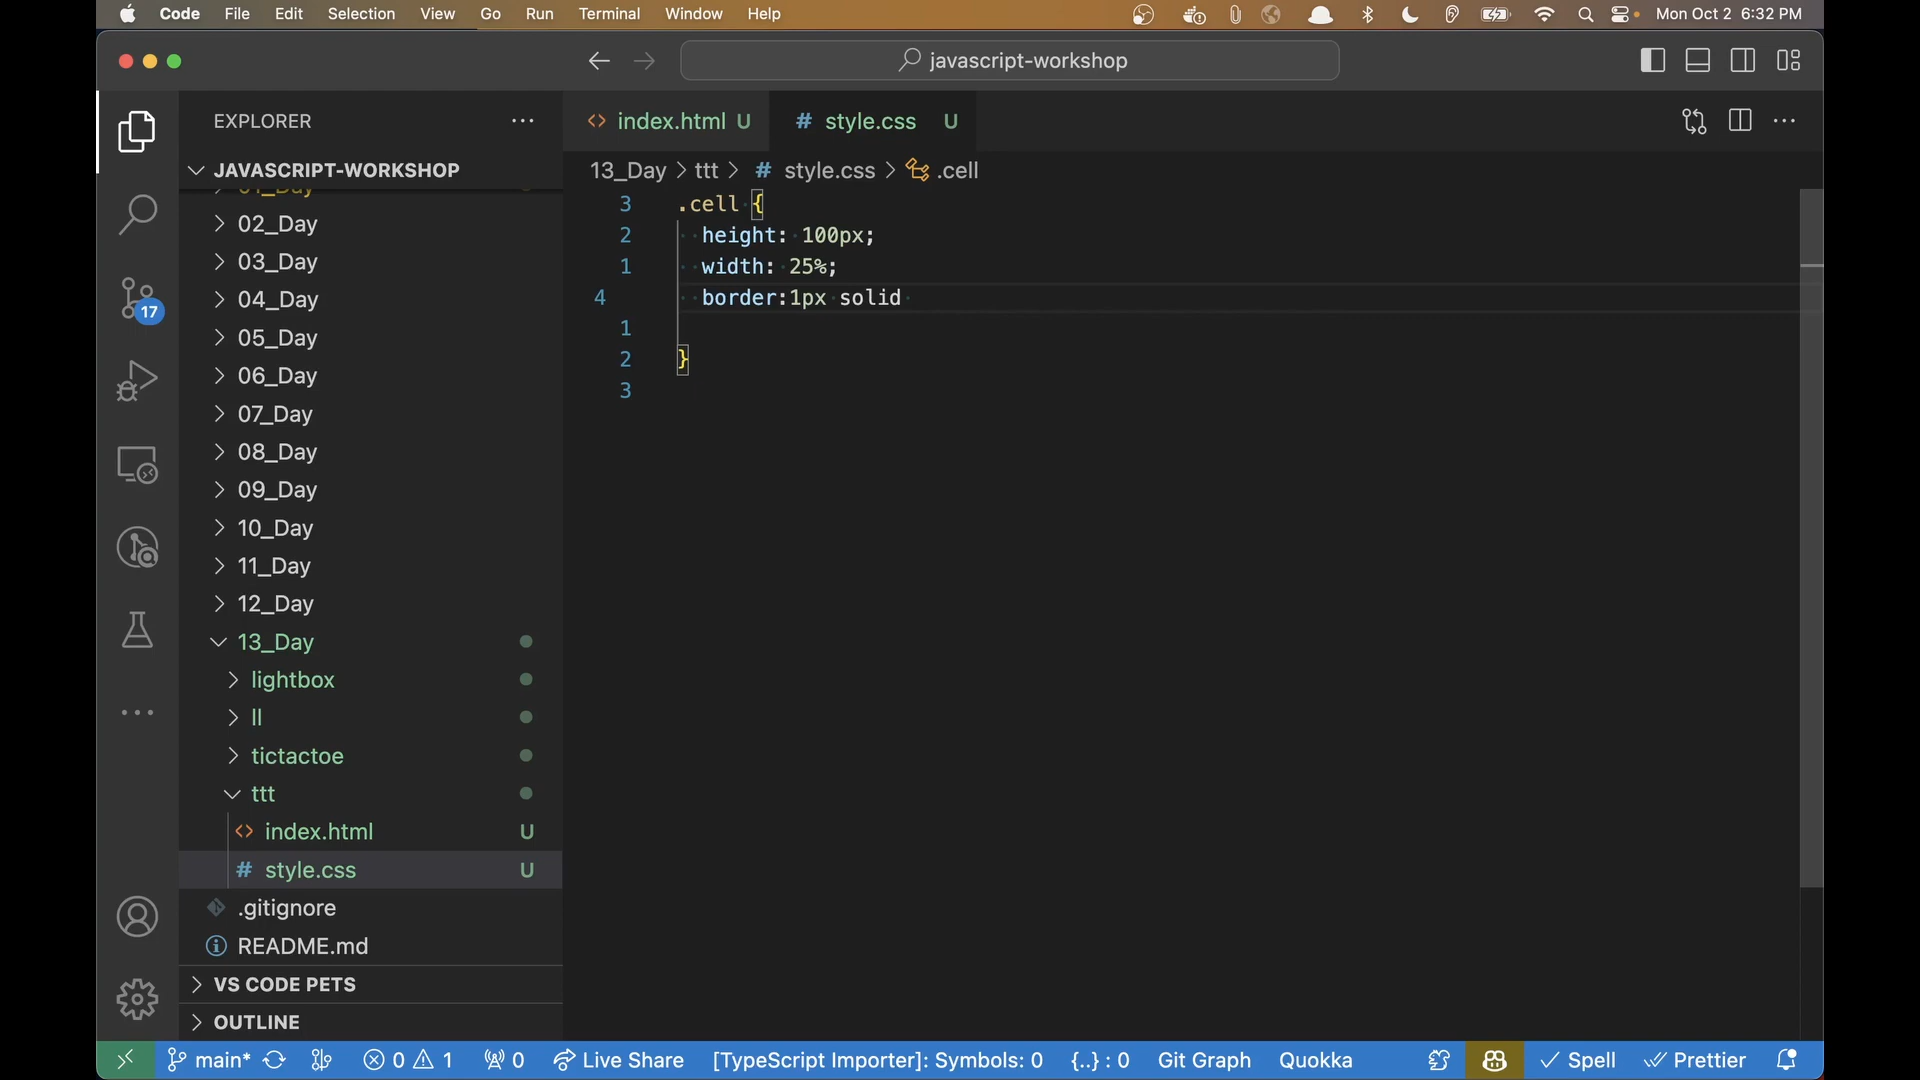 Code File Edit Selection View Go Run Terminal Window Help Mon Oct 2 6:32 PM
javascript-workshop
EXPLORER
index.html U
# style.css U
JAVASCRIPT-WORKSHOP
13_Day > ttt > # style.css > .cell
01_Day
02_Day
03_Day
04_Day
05_Day
06_Day
07_Day
08_Day
09_Day
10_Day
11_Day
12_Day
13_Day
lightbox
ll
tictactoe
ttt
index.html U
# style.css U
.gitignore
README.md
VS CODE PETS
OUTLINE
17
3 .cell {
2 height: 100px;
1 width: 25%;
4 border:1px solid
1
2 }
3
main* 0 1 0 Live Share [TypeScript Importer]: Symbols: 0 {..} : 0 Git Graph Quokka Spell Prettier